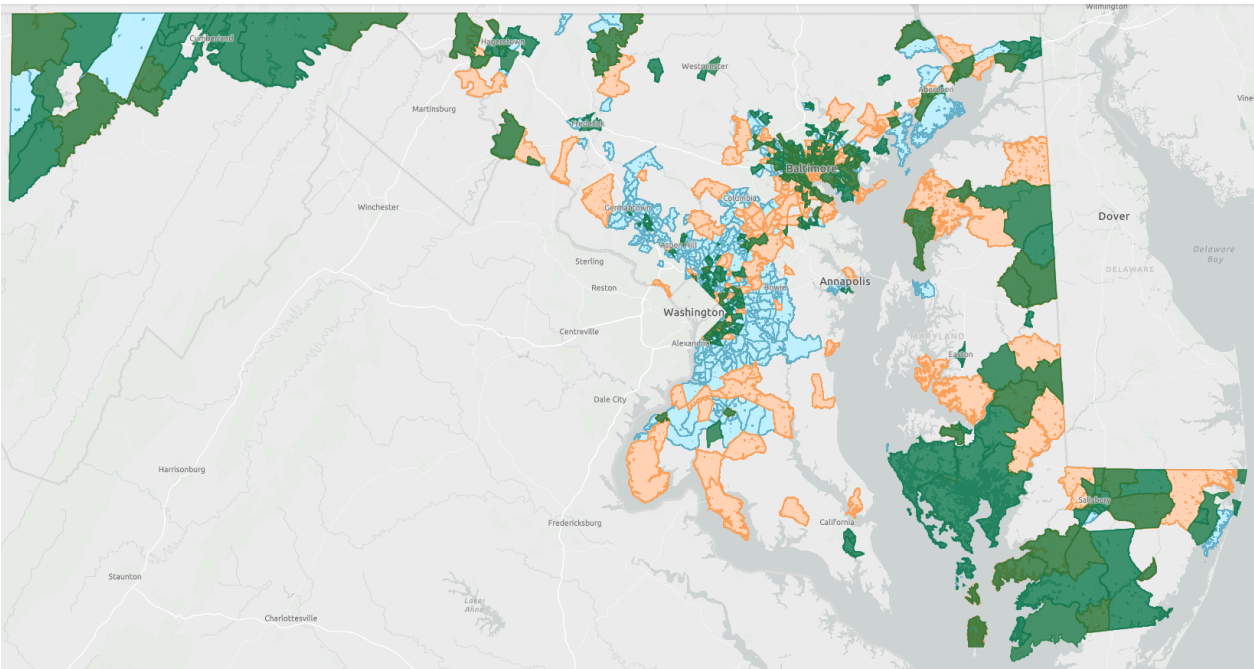 Wilmington
Cumberland
Hagerstown
Westminster
Vinel
Aberdeen
Martinsburg
Frederick
Baltimore
Columbia
Germantown
Winchester
Dover
Aspen Hill
Delaware
Bay
Sterling
DELAWARE
Reston
Bowie
Annapolis
Washington
Centreville
MARYLAND
Alexandria
Easton
Dale City
Harrisonburg
Salisbury
Fredericksburg
California
Staunton
Lake
Anna
Charlottesville